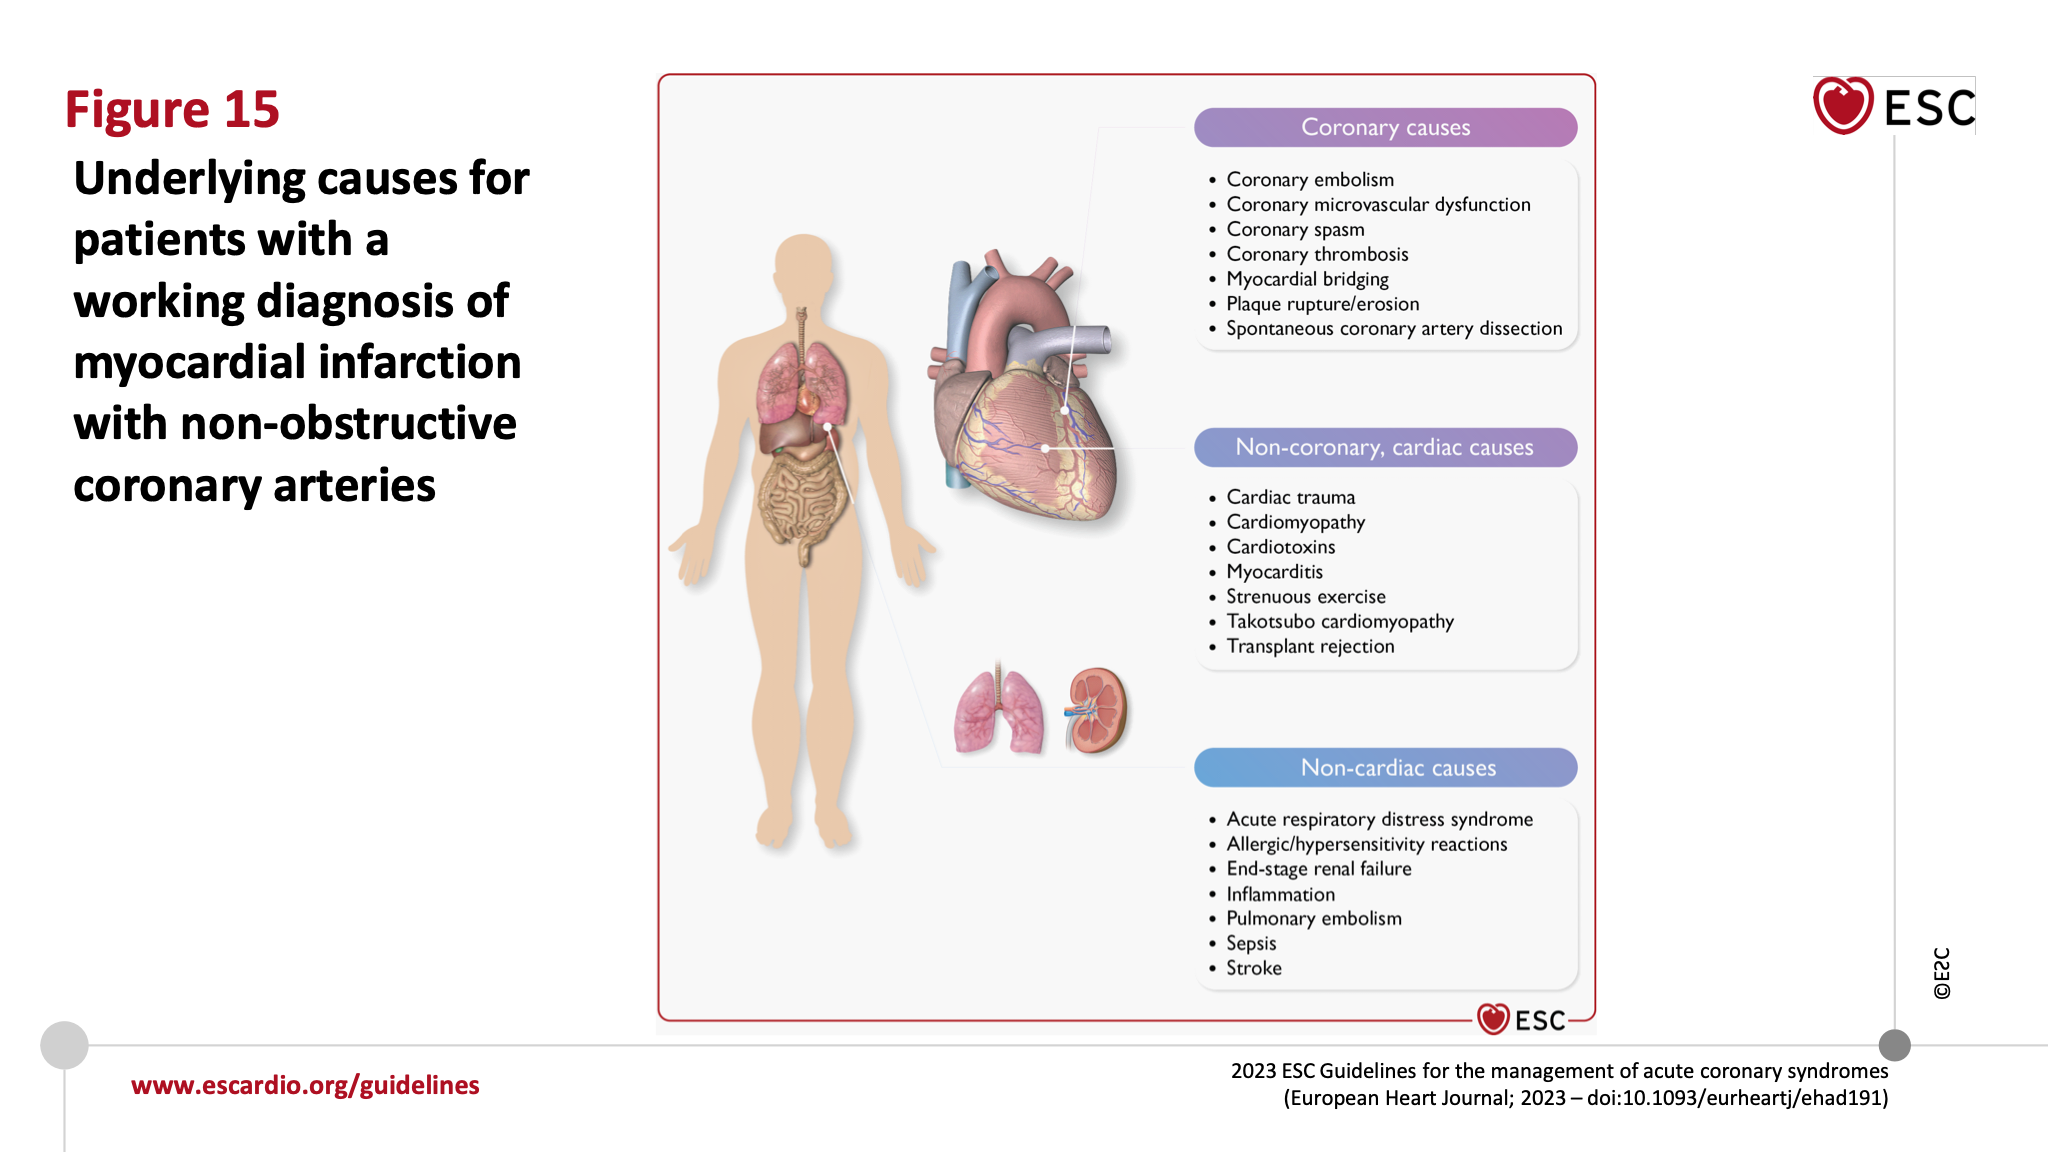 Figure 15
Underlying causes for
patients with a
working diagnosis of
myocardial infarction
with non-obstructive
coronary arteries
ESC
Coronary causes
• Coronary embolism
• Coronary microvascular dysfunction
• Coronary spasm
• Coronary thrombosis
• Myocardial bridging
• Plaque rupture/erosion
• Spontaneous coronary artery dissection
Non-coronary, cardiac causes
• Cardiac trauma
• Cardiomyopathy
• Cardiotoxins
• Myocarditis
• Strenuous exercise
• Takotsubo cardiomyopathy
• Transplant rejection
Non-cardiac causes
• Acute respiratory distress syndrome
• Allergic/hypersensitivity reactions
• End-stage renal failure
• Inflammation
• Pulmonary embolism
• Sepsis
• Stroke
ESC
©ESC
www.escardio.org/guidelines
2023 ESC Guidelines for the management of acute coronary syndromes
(European Heart Journal; 2023 – doi:10.1093/eurheartj/ehad191)